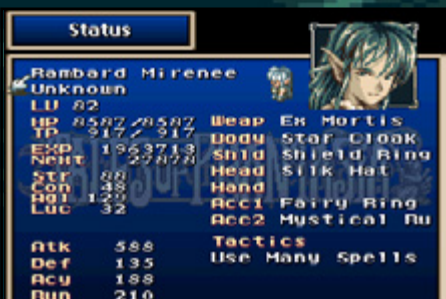 Status
Rambard Mirenee
Unknown
LV 82
HP 8587/8587
TP 917/ 917
EXP 1963713
Next 27878
Str 88
Con 48
Agl 129
Luc 32
Weap Ex Mortis
Body Star Cloak
Shld Shield Ring
Head Silk Hat
Hand
Acc1 Fairy Ring
Acc2 Mystical Ru
Atk 588
Def 135
Acy 188
Run 210
Tactics
Use Many Spells